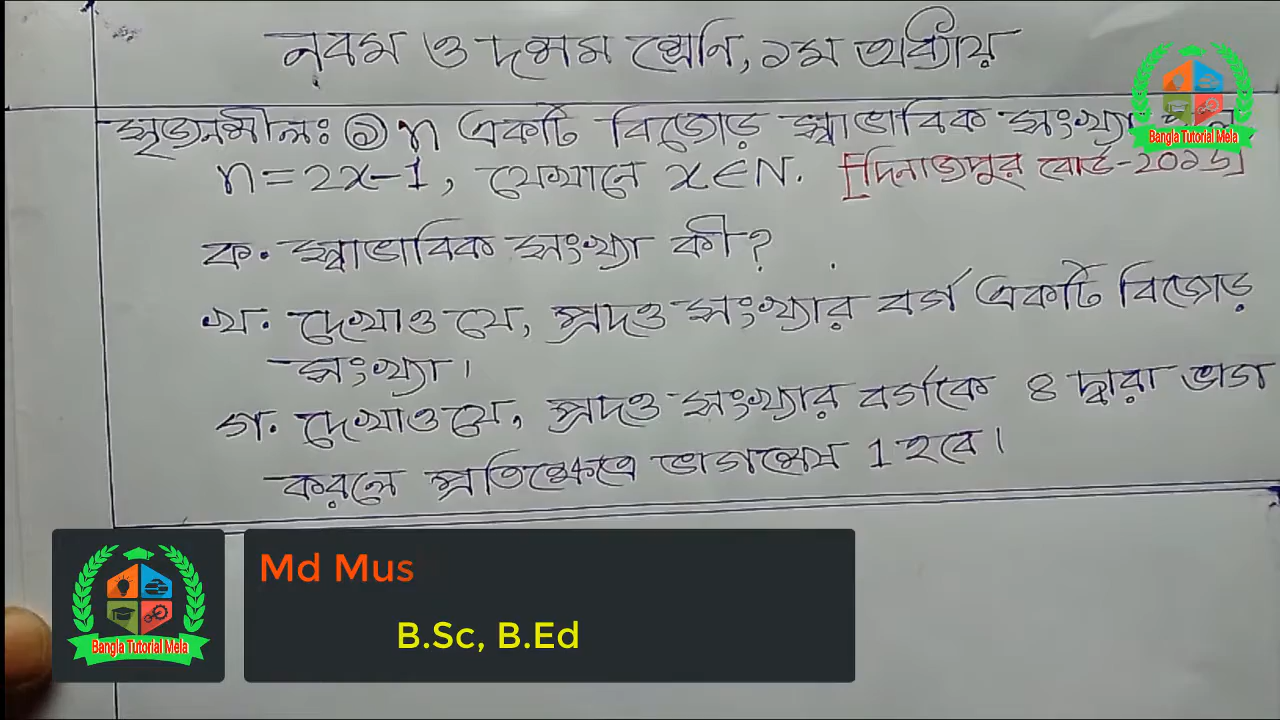 নবম ও দশম শ্রেণি, ১ম অধ্যায়
সৃজনশীলঃ ① n একটি বিজোড় স্বাভাবিক সংখ্যা
n = 2x-1, যেখানে x∈N. [দিনাজপুর বোর্ড-২০১৬]
ক. স্বাভাবিক সংখ্যা কী?
খ. দেখাও যে, প্রদত্ত সংখ্যার বর্গ একটি বিজোড়
সংখ্যা।
গ. দেখাও যে, প্রদত্ত সংখ্যার বর্গকে ৪ দ্বারা ভাগ
করলে প্রতিক্ষেত্রে ভাগশেষ 1 হবে।
Bangla Tutorial Mela
Md Mus
B.Sc, B.Ed
Bangla Tutorial Mela